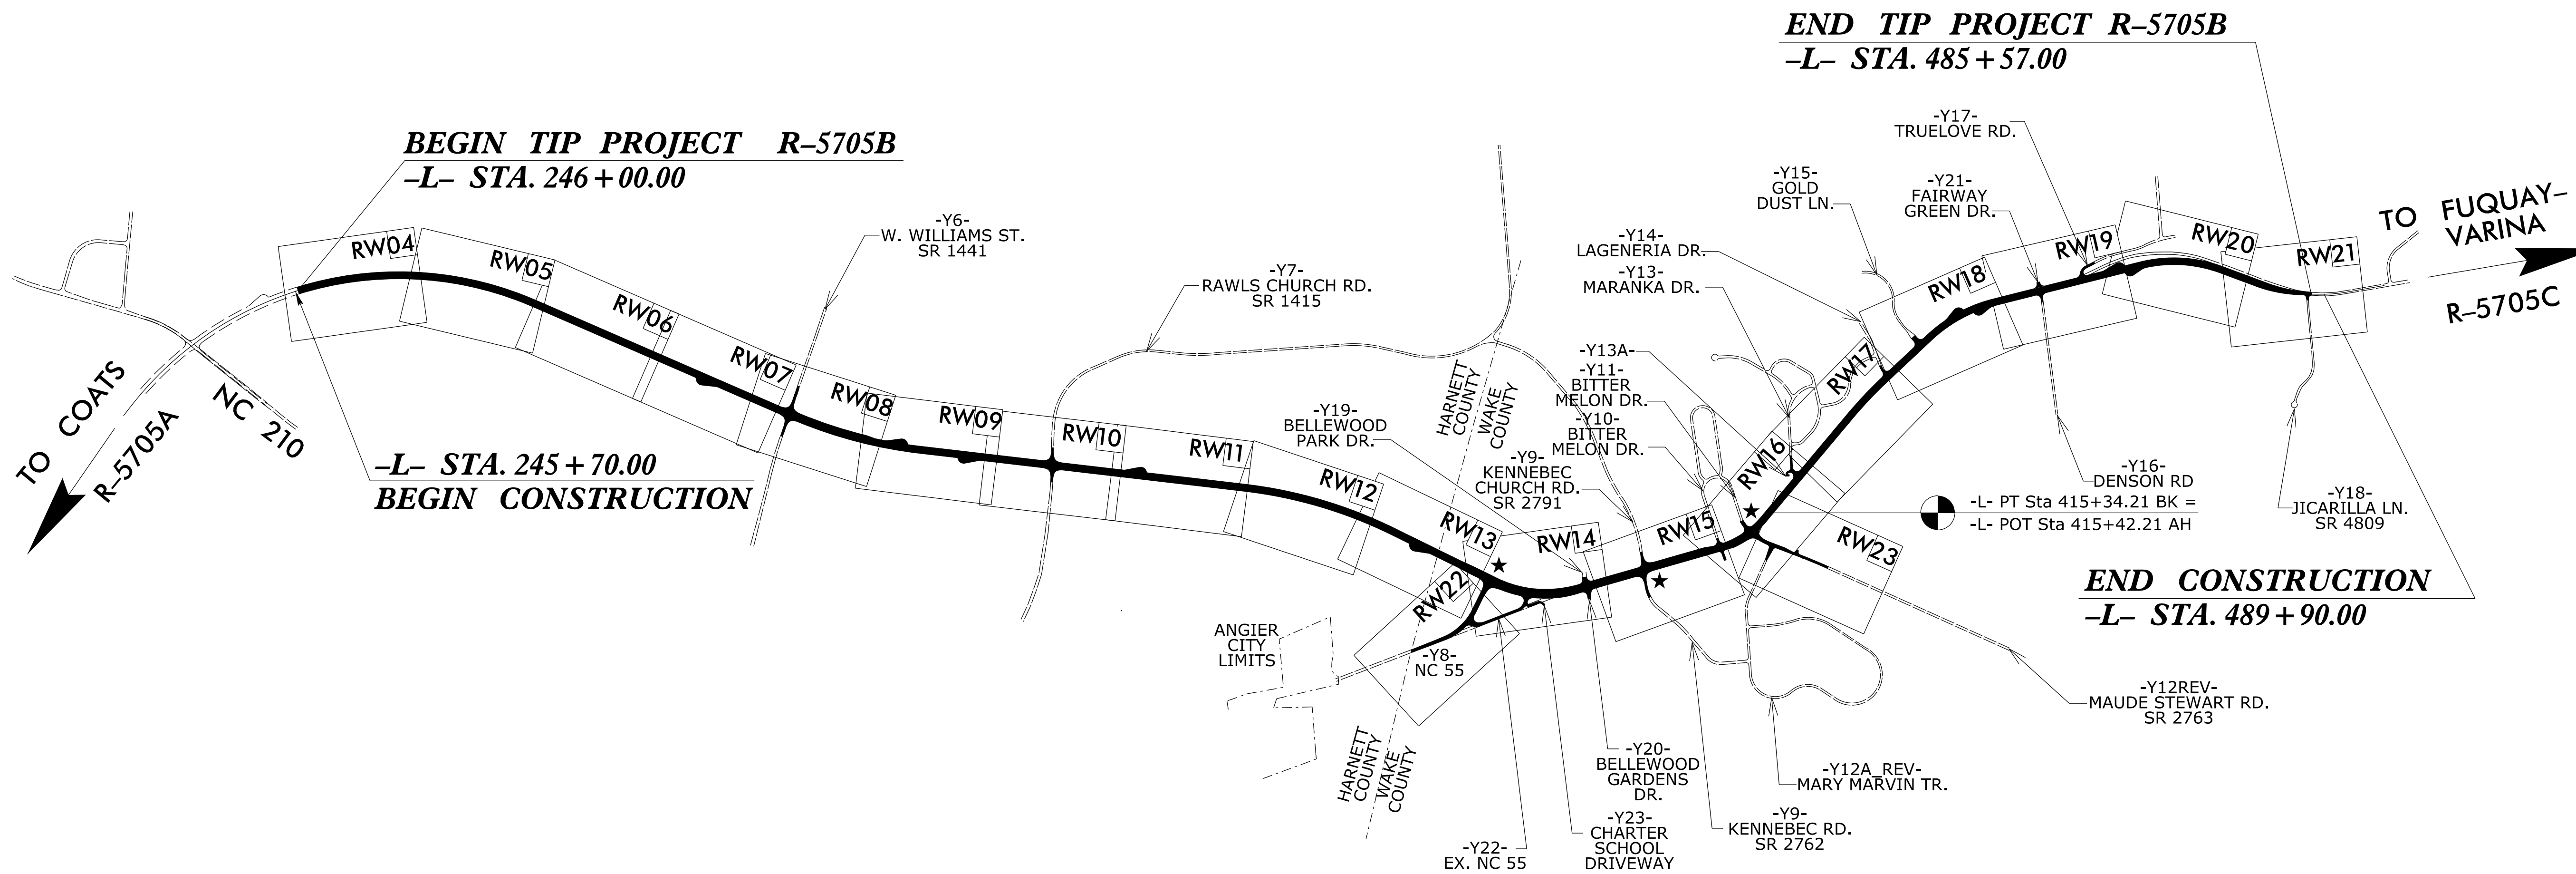 END TIP PROJECT R–5705B
–L– STA. 485+57.00
BEGIN TIP PROJECT R–5705B
–L– STA. 246+00.00
-Y17-
TRUELOVE RD.
-Y15-
GOLD
DUST LN.
-Y21-
FAIRWAY
GREEN DR.
TO FUQUAY–
VARINA
R–5705C
-Y6-
W. WILLIAMS ST.
SR 1441
-Y14-
LAGENERIA DR.
-Y13-
MARANKA DR.
-Y7-
RAWLS CHURCH RD.
SR 1415
RW04
RW05
RW06
RW07
RW08
RW09
RW10
RW11
RW12
RW13
RW14
RW15
RW16
RW17
RW18
RW19
RW20
RW21
RW22
RW23
TO COATS
R–5705A
NC 210
–L– STA. 245+70.00
BEGIN CONSTRUCTION
HARNETT
COUNTY
WAKE
COUNTY
-Y13A-
-Y11-
BITTER
MELON DR.
-Y10-
BITTER
MELON DR.
-Y19-
BELLEWOOD
PARK DR.
-Y9-
KENNEBEC
CHURCH RD.
SR 2791
-Y16-
DENSON RD
-L- PT Sta 415+34.21 BK =
-L- POT Sta 415+42.21 AH
-Y18-
JICARILLA LN.
SR 4809
END CONSTRUCTION
–L– STA. 489+90.00
ANGIER
CITY
LIMITS
-Y8-
NC 55
-Y12REV-
MAUDE STEWART RD.
SR 2763
HARNETT
COUNTY
WAKE
COUNTY
-Y20-
BELLEWOOD
GARDENS
DR.
-Y12A_REV-
MARY MARVIN TR.
-Y9-
KENNEBEC RD.
SR 2762
-Y23-
CHARTER
SCHOOL
DRIVEWAY
-Y22-
EX. NC 55